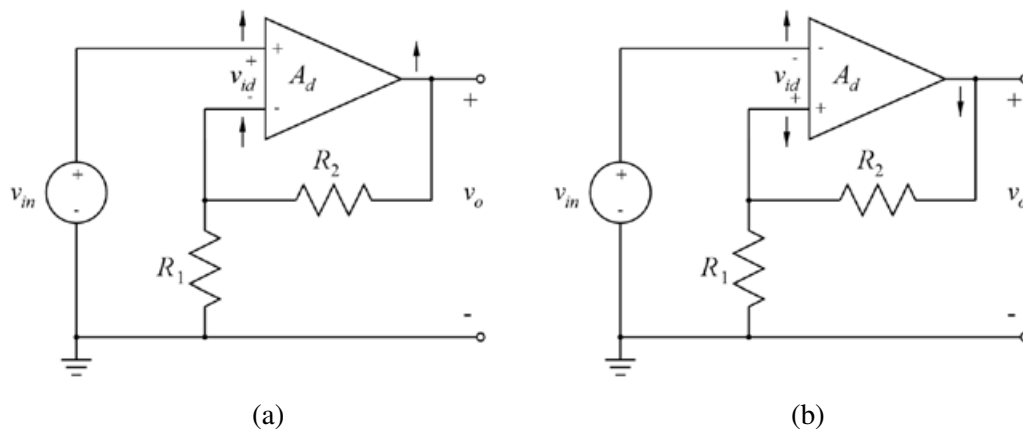 + v_id + A_d - -
R_2
v_in + - v_o + -
R_1
(a)
- v_id - A_d + +
R_2
v_in + - v_o + -
R_1
(b)